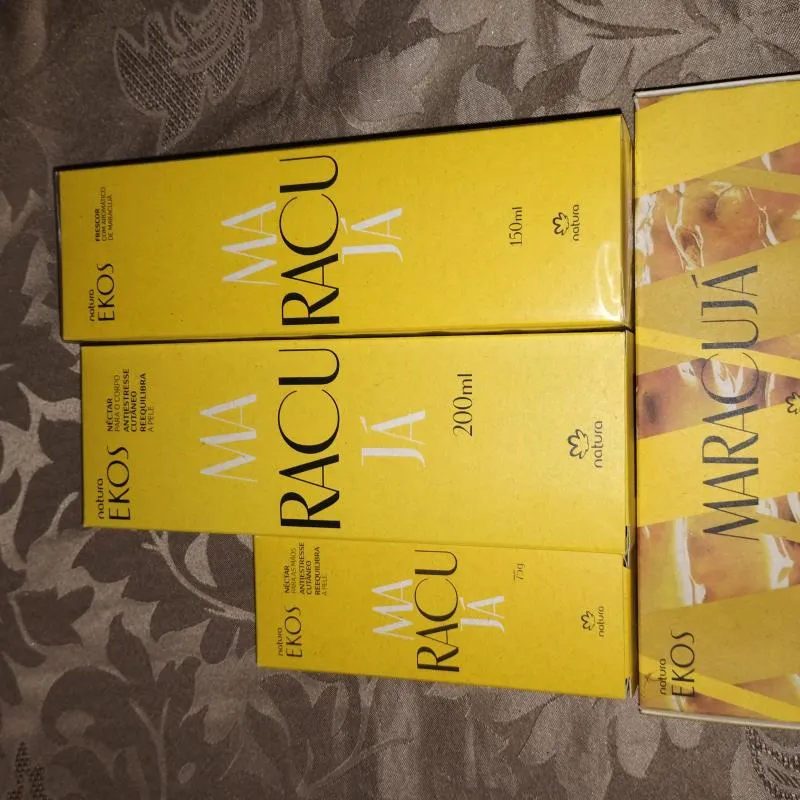 natura
EKOS
FRESCOR
COM AROMÁTICO
DE MARACUJÁ
MA
RACU
JÁ
150ml
natura
natura
EKOS
NÉCTAR
PARA O CORPO
ANTIESTRESSE
CUTÂNEO
REEQUILIBRA
A PELE
MA
RACU
JÁ
200ml
natura
natura
EKOS
NÉCTAR
PARA AS MÃOS
ANTIESTRESSE
CUTÂNEO
REEQUILIBRA
A PELE
MA
RACU
JÁ
75g
natura
natura
EKOS
MARACUJÁ